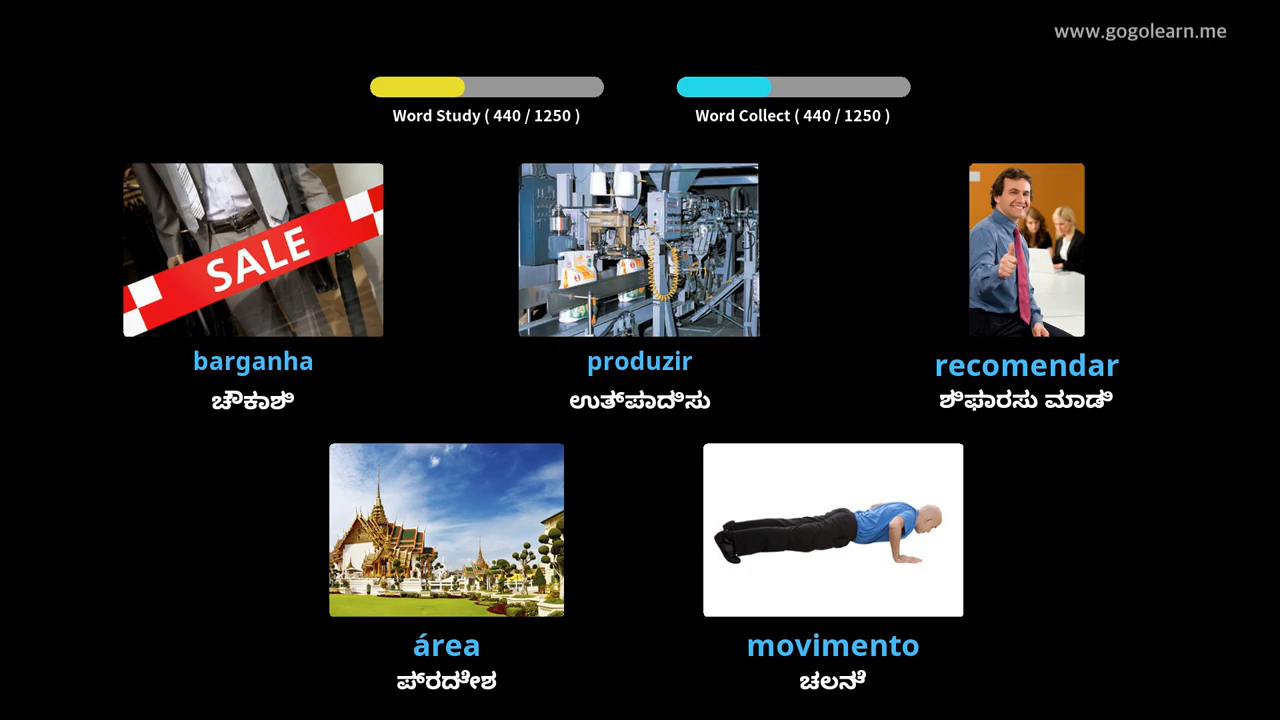 www.gogolearn.me
Word Study ( 440 / 1250 )
Word Collect ( 440 / 1250 )
SALE
barganha
produzir
recomendar
ಚೌಕಾಶಿ
ಉತ್ಪಾದಿಸು
ಶಿಫಾರಸು ಮಾಡಿ
área
movimento
ಪ್ರದೇಶ
ಚಲನೆ